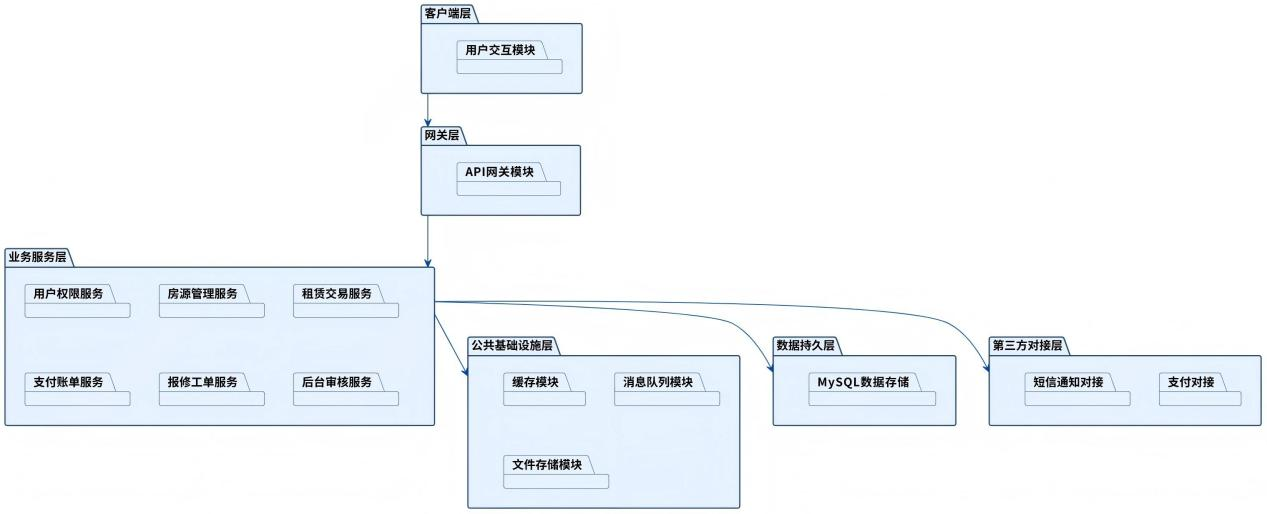 客户端层
用户交互模块
网关层
API网关模块
业务服务层
用户权限服务
房源管理服务
租赁交易服务
支付账单服务
报修工单服务
后台审核服务
公共基础设施层
缓存模块
消息队列模块
文件存储模块
数据持久层
MySQL数据存储
第三方对接层
短信通知对接
支付对接